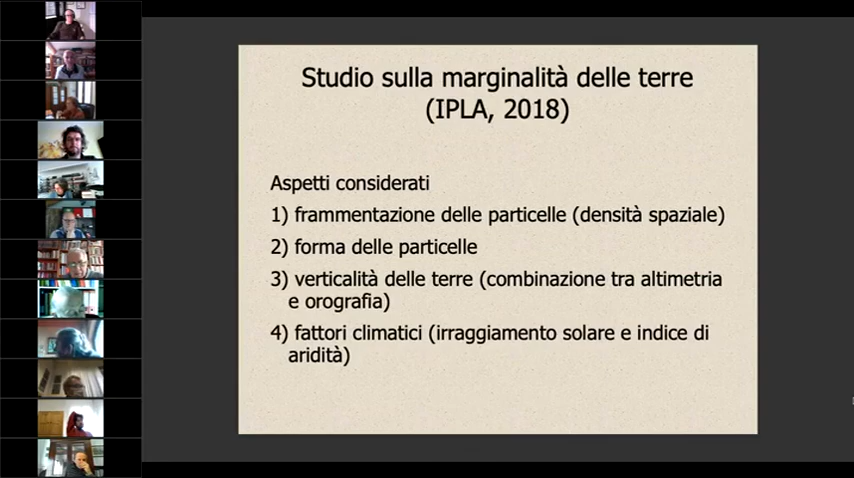 Studio sulla marginalità delle terre
(IPLA, 2018)
Aspetti considerati
1) frammentazione delle particelle (densità spaziale)
2) forma delle particelle
3) verticalità delle terre (combinazione tra altimetria
e orografia)
4) fattori climatici (irraggiamento solare e indice di
aridità)